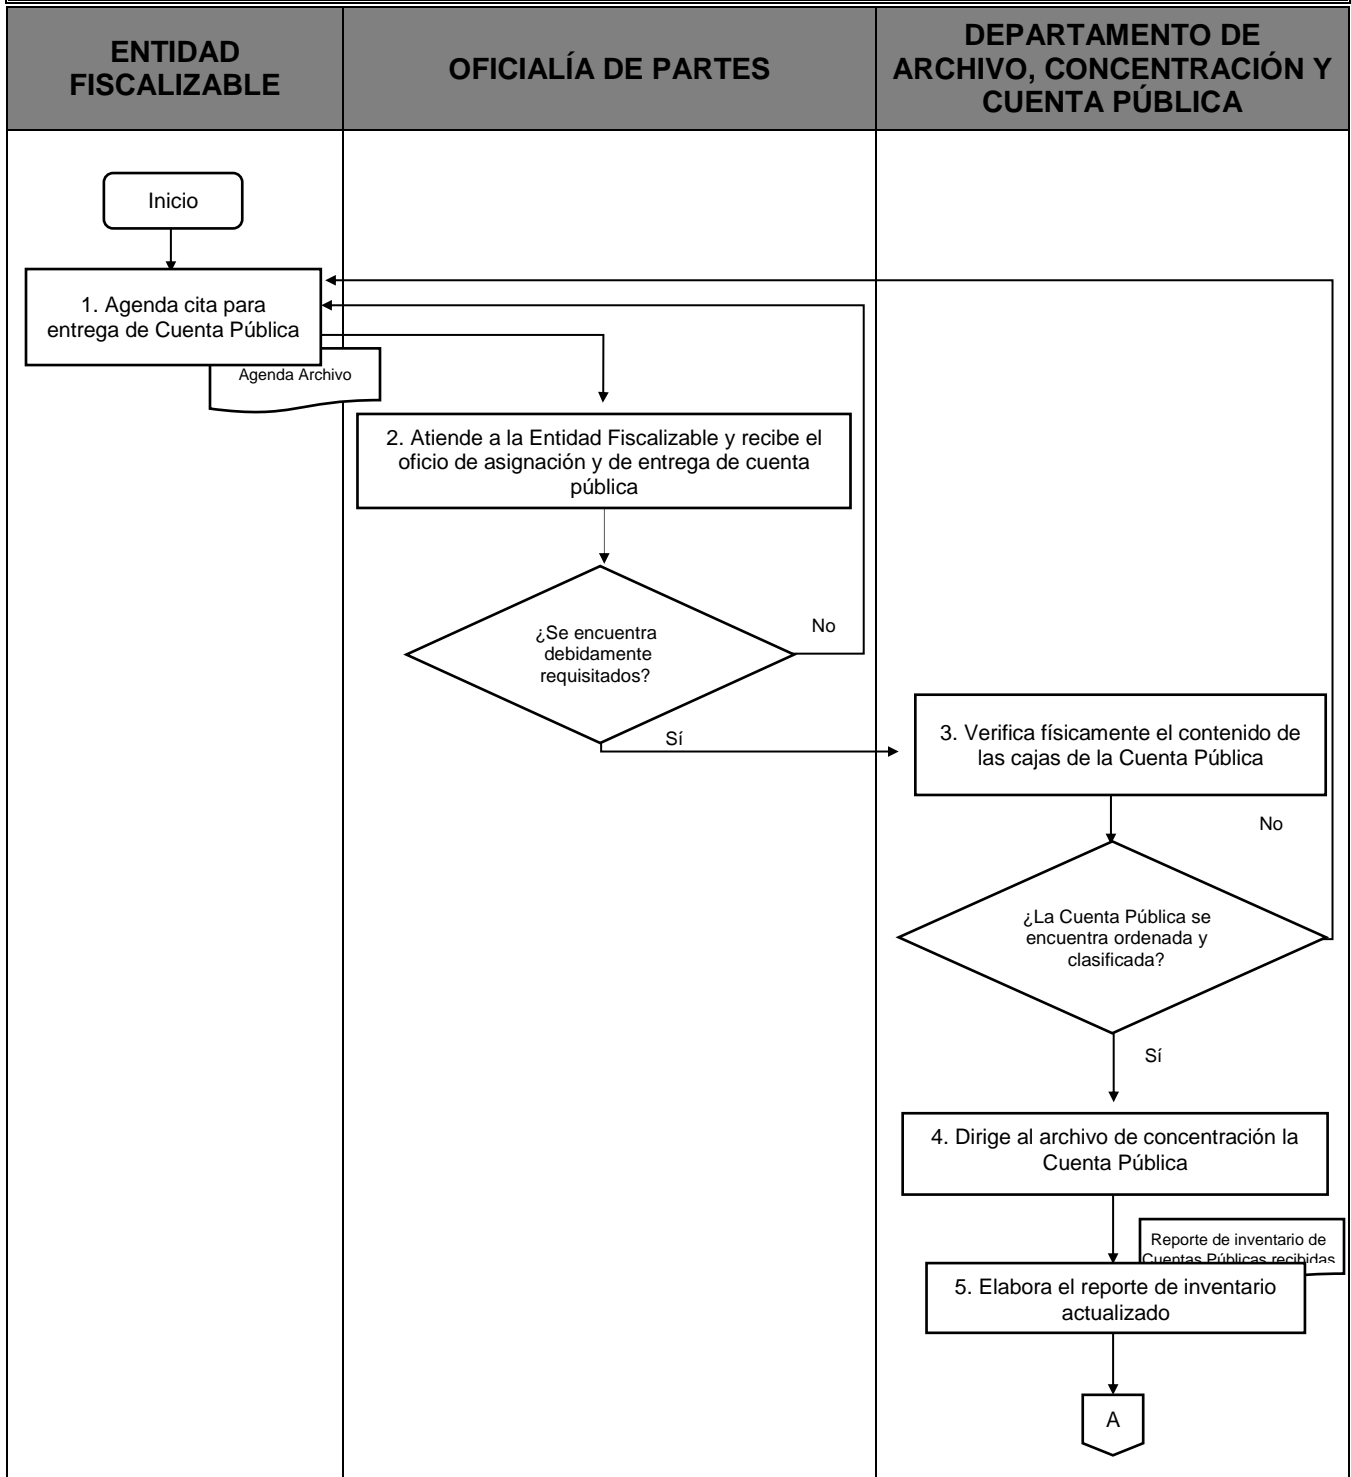 ENTIDAD
FISCALIZABLE
OFICIALÍA DE PARTES
DEPARTAMENTO DE
ARCHIVO, CONCENTRACIÓN Y
CUENTA PÚBLICA
Inicio
1. Agenda cita para
entrega de Cuenta Pública
Agenda Archivo
2. Atiende a la Entidad Fiscalizable y recibe el
oficio de asignación y de entrega de cuenta
pública
¿Se encuentra
debidamente
requisitados?
No
Sí
3. Verifica físicamente el contenido de
las cajas de la Cuenta Pública
No
¿La Cuenta Pública se
encuentra ordenada y
clasificada?
Sí
4. Dirige al archivo de concentración la
Cuenta Pública
Reporte de inventario de
Cuentas Públicas recibidas
5. Elabora el reporte de inventario
actualizado
A